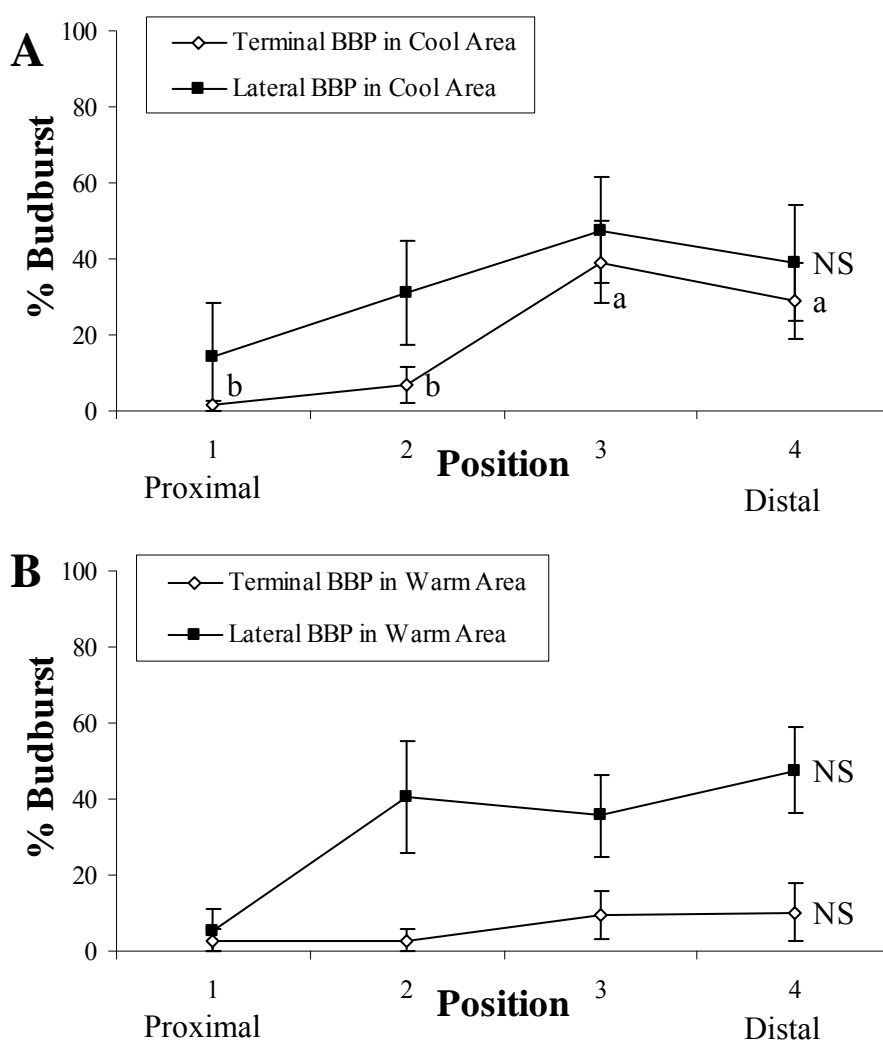 A
Terminal BBP in Cool Area
Lateral BBP in Cool Area
% Budburst
100
80
60
40
20
0
b
b
a
NS
a
1
2
3
4
Position
Proximal
Distal
B
Terminal BBP in Warm Area
Lateral BBP in Warm Area
% Budburst
100
80
60
40
20
0
NS
NS
1
2
3
4
Position
Proximal
Distal